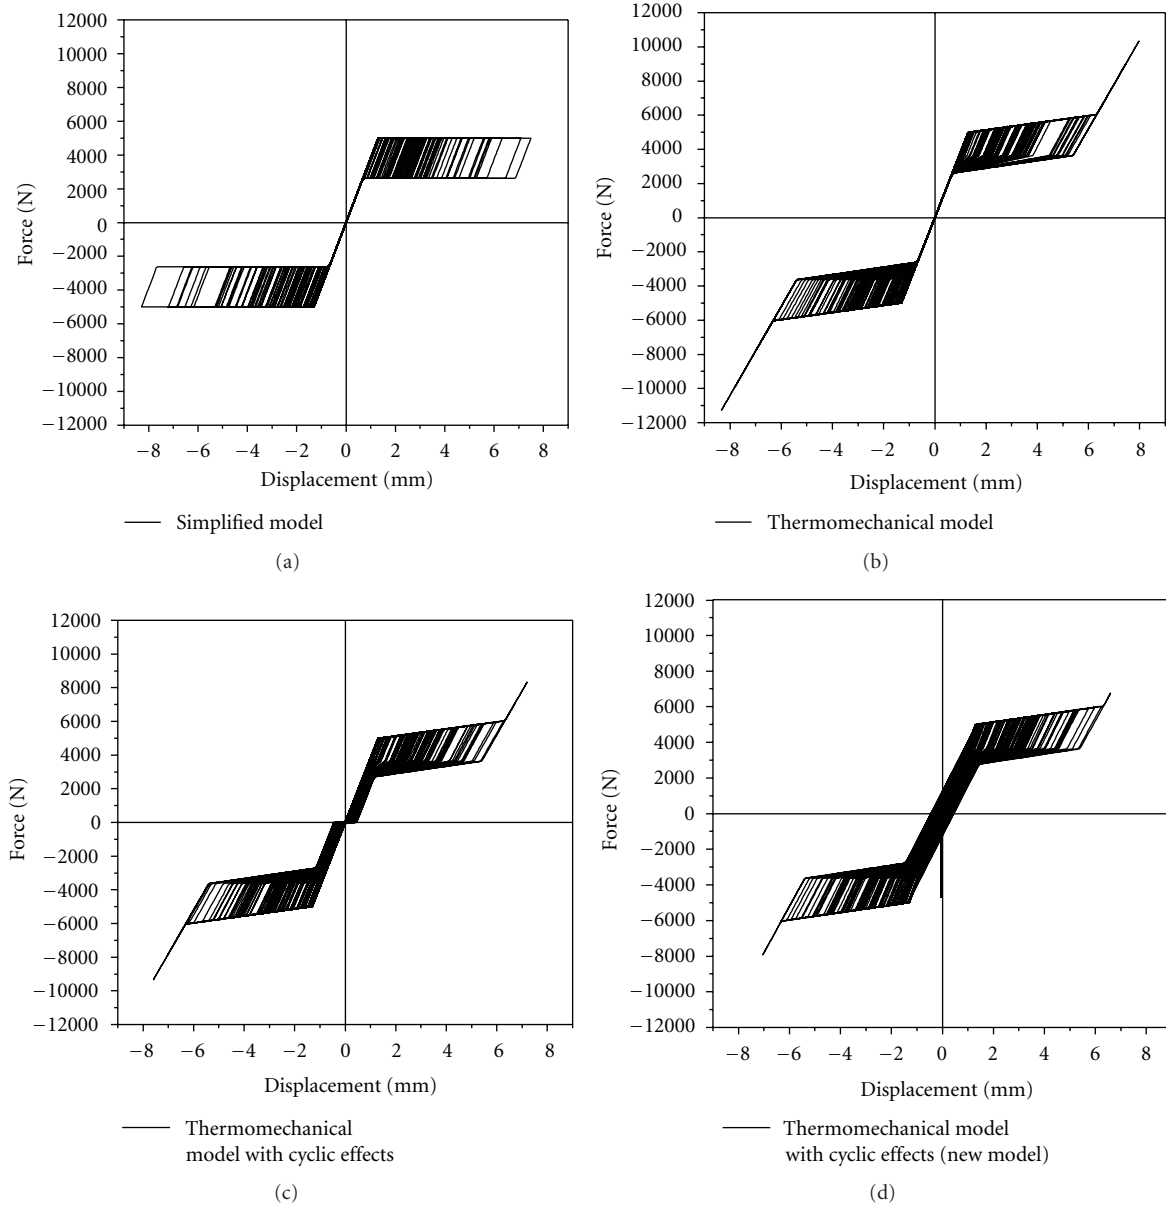 12000
10000
8000
6000
4000
2000
0
−2000
−4000
−6000
−8000
−10000
−12000
Force (N)
−8 −6 −4 −2 0 2 4 6 8
Displacement (mm)
Simplified model
(a)
12000
10000
8000
6000
4000
2000
0
−2000
−4000
−6000
−8000
−10000
−12000
Force (N)
−8 −6 −4 −2 0 2 4 6 8
Displacement (mm)
Thermomechanical model
(b)
12000
10000
8000
6000
4000
2000
0
−2000
−4000
−6000
−8000
−10000
−12000
Force (N)
−8 −6 −4 −2 0 2 4 6 8
Displacement (mm)
Thermomechanical
model with cyclic effects
(c)
12000
10000
8000
6000
4000
2000
0
−2000
−4000
−6000
−8000
−10000
−12000
Force (N)
−8 −6 −4 −2 0 2 4 6 8
Displacement (mm)
Thermomechanical model
with cyclic effects (new model)
(d)